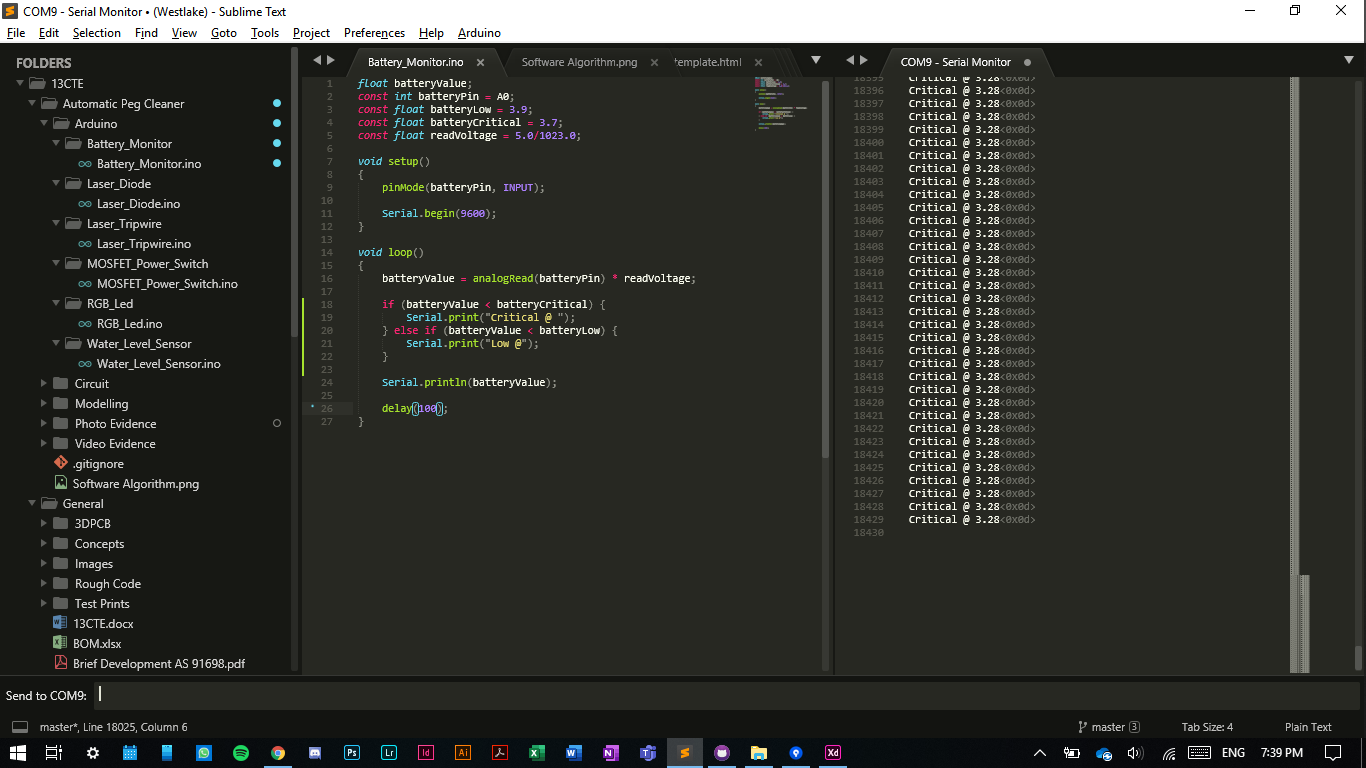 COM9 - Serial Monitor • (Westlake) - Sublime Text
File Edit Selection Find View Goto Tools Project Preferences Help Arduino
FOLDERS
13CTE
Automatic Peg Cleaner
Arduino
Battery_Monitor
Battery_Monitor.ino
Laser_Diode
Laser_Diode.ino
Laser_Tripwire
Laser_Tripwire.ino
MOSFET_Power_Switch
MOSFET_Power_Switch.ino
RGB_Led
RGB_Led.ino
Water_Level_Sensor
Water_Level_Sensor.ino
Circuit
Modelling
Photo Evidence
Video Evidence
.gitignore
Software Algorithm.png
General
3DPCB
Concepts
Images
Rough Code
Test Prints
13CTE.docx
BOM.xlsx
Brief Development AS 91698.pdf
Battery_Monitor.ino × Software Algorithm.png × template.html ×
1 float batteryValue;
2 const int batteryPin = A0;
3 const float batteryLow = 3.9;
4 const float batteryCritical = 3.7;
5 const float readVoltage = 5.0/1023.0;
6
7 void setup()
8 {
9 pinMode(batteryPin, INPUT);
10
11 Serial.begin(9600);
12 }
13
14 void loop()
15 {
16 batteryValue = analogRead(batteryPin) * readVoltage;
17
18 if (batteryValue < batteryCritical) {
19 Serial.print("Critical @ ");
20 } else if (batteryValue < batteryLow) {
21 Serial.print("Low @");
22 }
23
24 Serial.println(batteryValue);
25
26 delay(100);
27 }
COM9 - Serial Monitor
18395 Critical @ 3.28<0x0d>
18396 Critical @ 3.28<0x0d>
18397 Critical @ 3.28<0x0d>
18398 Critical @ 3.28<0x0d>
18399 Critical @ 3.28<0x0d>
18400 Critical @ 3.28<0x0d>
18401 Critical @ 3.28<0x0d>
18402 Critical @ 3.28<0x0d>
18403 Critical @ 3.28<0x0d>
18404 Critical @ 3.28<0x0d>
18405 Critical @ 3.28<0x0d>
18406 Critical @ 3.28<0x0d>
18407 Critical @ 3.28<0x0d>
18408 Critical @ 3.28<0x0d>
18409 Critical @ 3.28<0x0d>
18410 Critical @ 3.28<0x0d>
18411 Critical @ 3.28<0x0d>
18412 Critical @ 3.28<0x0d>
18413 Critical @ 3.28<0x0d>
18414 Critical @ 3.28<0x0d>
18415 Critical @ 3.28<0x0d>
18416 Critical @ 3.28<0x0d>
18417 Critical @ 3.28<0x0d>
18418 Critical @ 3.28<0x0d>
18419 Critical @ 3.28<0x0d>
18420 Critical @ 3.28<0x0d>
18421 Critical @ 3.28<0x0d>
18422 Critical @ 3.28<0x0d>
18423 Critical @ 3.28<0x0d>
18424 Critical @ 3.28<0x0d>
18425 Critical @ 3.28<0x0d>
18426 Critical @ 3.28<0x0d>
18427 Critical @ 3.28<0x0d>
18428 Critical @ 3.28<0x0d>
18429 Critical @ 3.28<0x0d>
18430
Send to COM9:
master*, Line 18025, Column 6 master 3 Tab Size: 4 Plain Text
Ps Lr Id Ai Xd ENG 7:39 PM